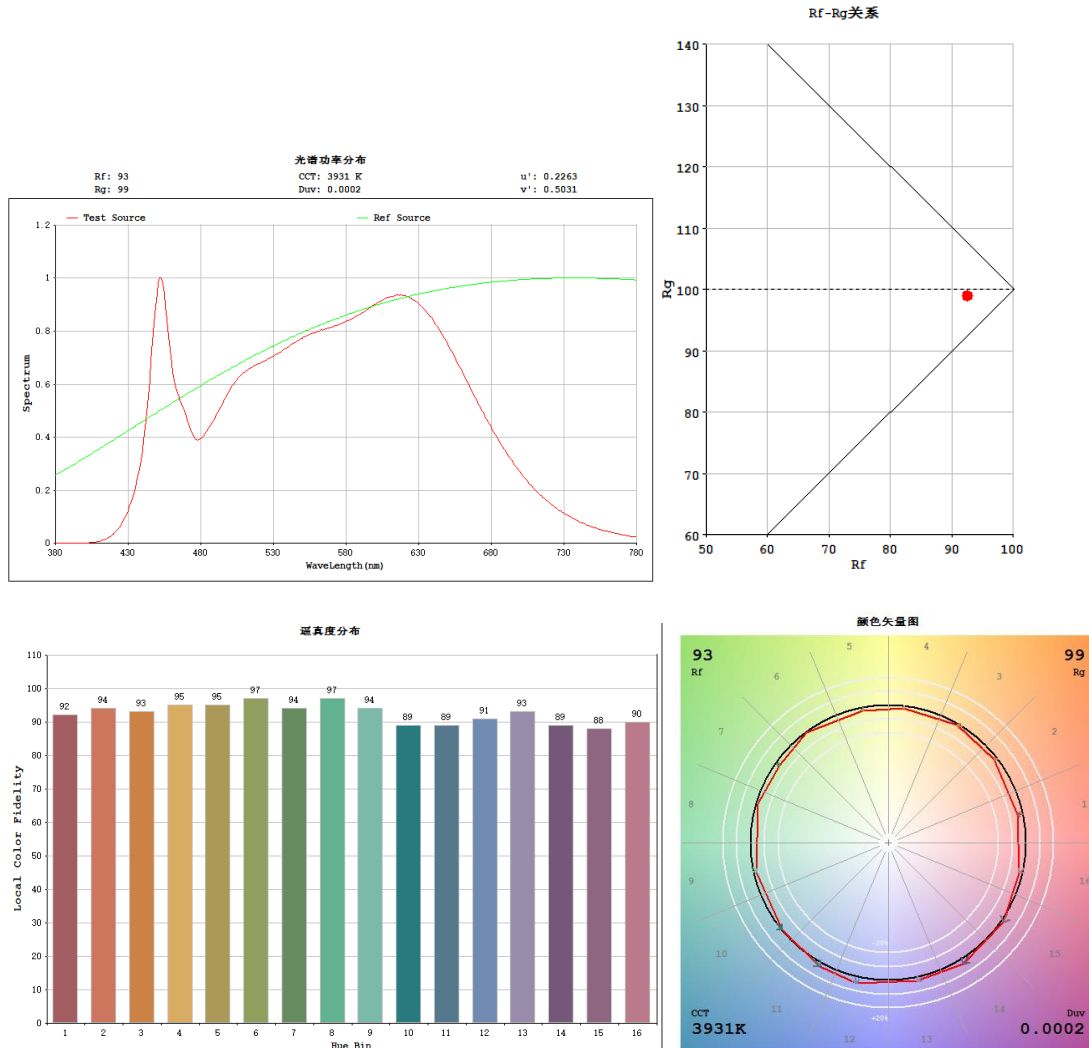 Rf-Rg关系
140
130
120
110
100
90
80
70
60
Rg
50 60 70 80 90 100
Rf
光谱功率分布
Rf: 93 CCT: 3931 K u': 0.2263
Rg: 99 Duv: 0.0002 v': 0.5031
Test Source Ref Source
1.2
1
0.8
0.6
0.4
0.2
0
Spectrum
380 430 480 530 580 630 680 730 780
WaveLength(nm)
逼真度分布
110
100
90
80
70
60
50
40
30
20
10
0
Local Color Fidelity
92 94 93 95 95 97 94 97 94 89 89 91 93 89 88 90
1 2 3 4 5 6 7 8 9 10 11 12 13 14 15 16
Hue Bin
颜色矢量图
93 99
Rf Rg
5 4
6 3
7 2
8 1
9 16
10 15
11 14
12 13
-20%
+20%
CCT Duv
3931K 0.0002